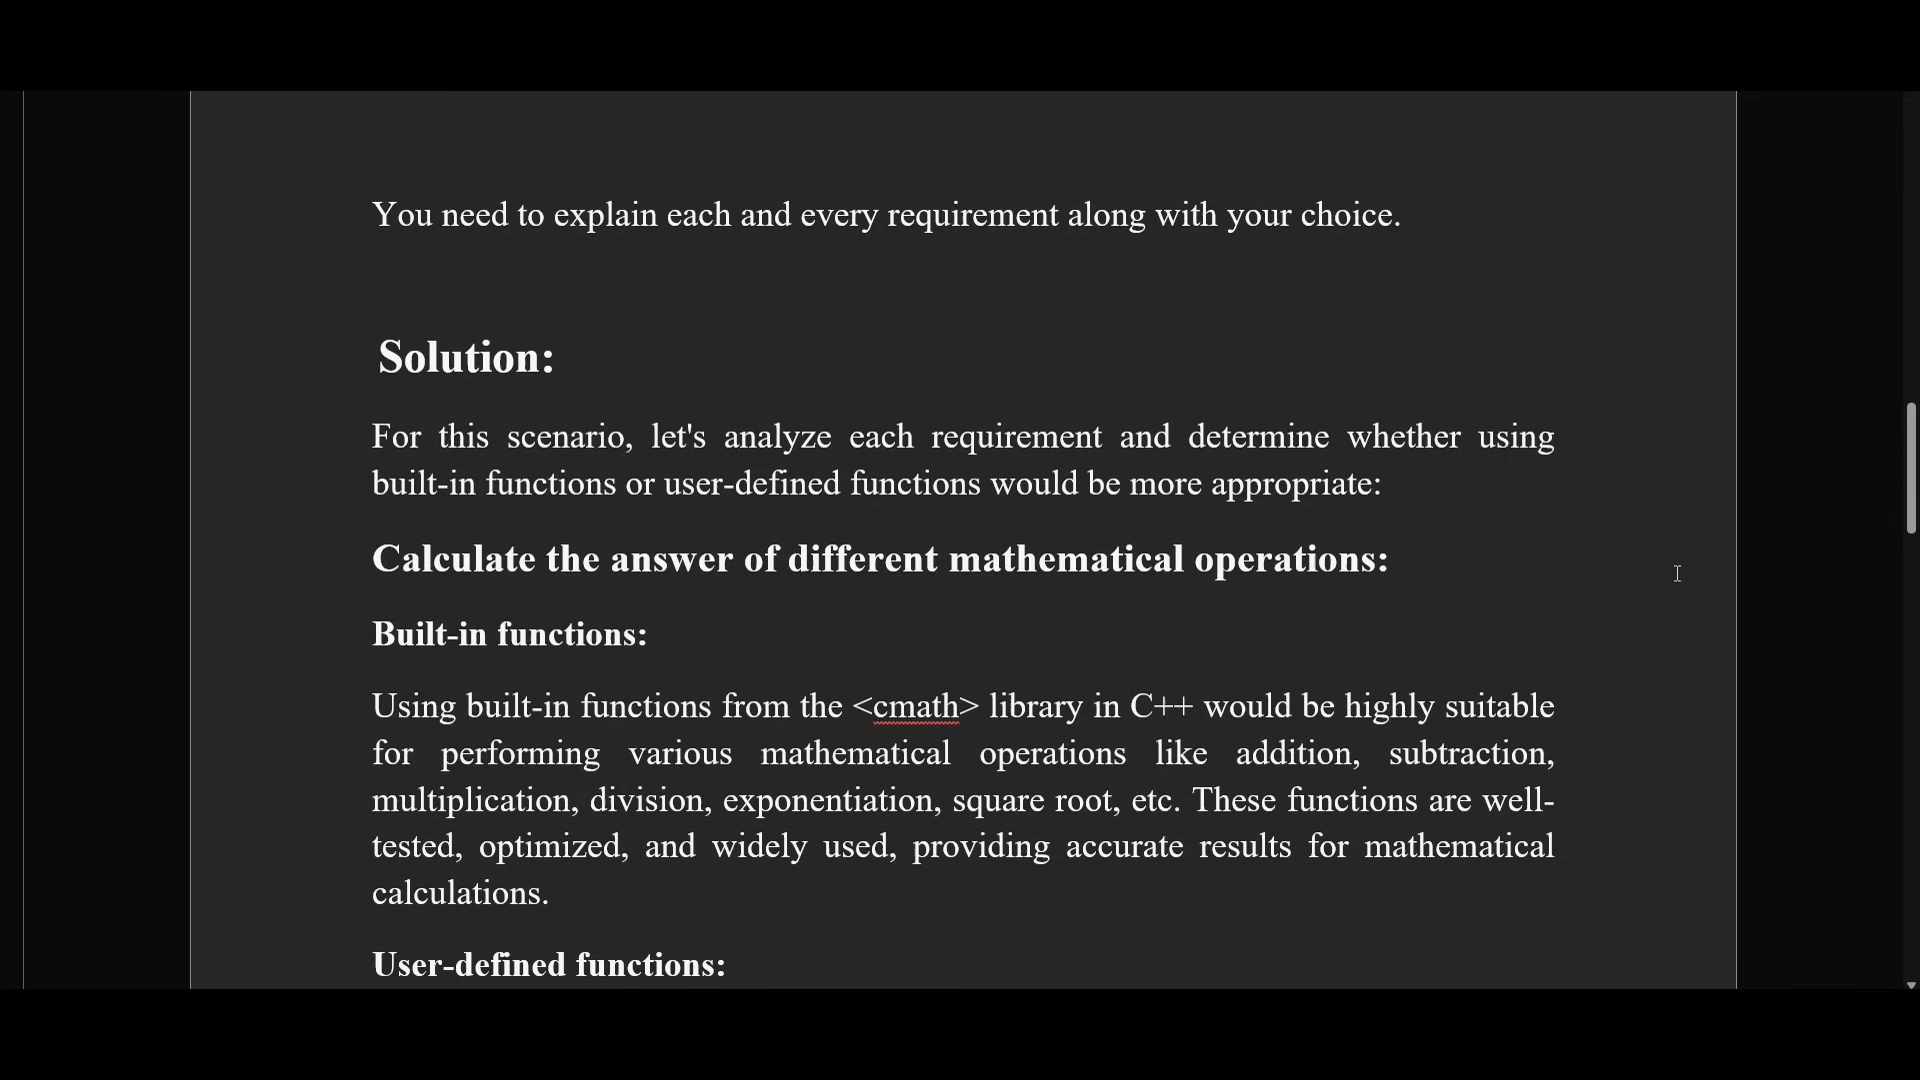 You need to explain each and every requirement along with your choice.
Solution:
For this scenario, let's analyze each requirement and determine whether using
built-in functions or user-defined functions would be more appropriate:
Calculate the answer of different mathematical operations:
Built-in functions:
Using built-in functions from the <cmath> library in C++ would be highly suitable
for performing various mathematical operations like addition, subtraction,
multiplication, division, exponentiation, square root, etc. These functions are well-
tested, optimized, and widely used, providing accurate results for mathematical
calculations.
User-defined functions: